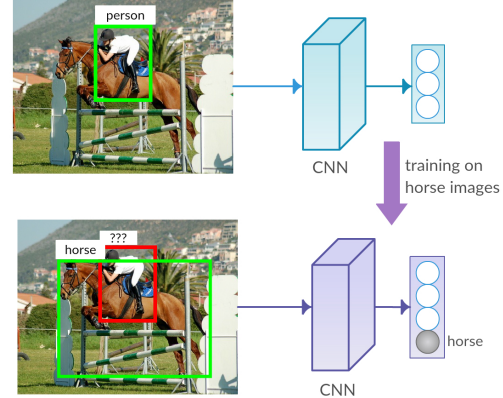 person
CNN
training on
horse images
???
horse
horse
CNN